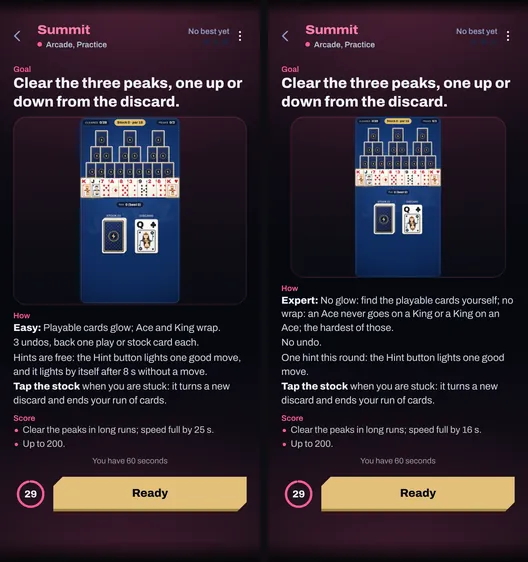 Summit
No best yet
Arcade, Practice
Goal
Clear the three peaks, one up or
down from the discard.
How
Easy: Playable cards glow; Ace and King wrap.
3 undos, back one play or stock card each.
Hints are free: the Hint button lights one good move,
and it lights by itself after 8 s without a move.
Tap the stock when you are stuck: it turns a new
discard and ends your run of cards.
Score
Clear the peaks in long runs; speed full by 25 s.
Up to 200.
You have 60 seconds
29
Ready
Summit
No best yet
Arcade, Practice
Goal
Clear the three peaks, one up or
down from the discard.
How
Expert: No glow: find the playable cards yourself; no
wrap: an Ace never goes on a King or a King on an
Ace; the hardest of those.
No undo.
One hint this round: the Hint button lights one good
move.
Tap the stock when you are stuck: it turns a new
discard and ends your run of cards.
Score
Clear the peaks in long runs; speed full by 16 s.
Up to 200.
You have 60 seconds
29
Ready